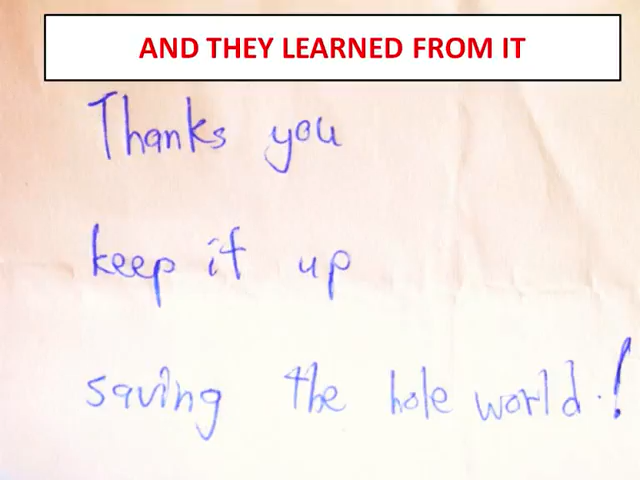 AND THEY LEARNED FROM IT
Thanks you
keep it up
saving the hole world.!